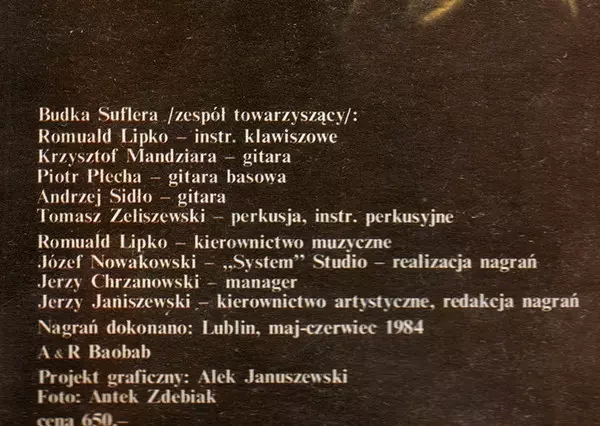 Budka Suflera /zespół towarzyszący/:
Romuald Lipko – instr. klawiszowe
Krzysztof Mandziara – gitara
Piotr Płecha – gitara basowa
Andrzej Sidło – gitara
Tomasz Zeliszewski – perkusja, instr. perkusyjne
Romuald Lipko – kierownictwo muzyczne
Józef Nowakowski – „System” Studio – realizacja nagrań
Jerzy Chrzanowski – manager
Jerzy Janiszewski – kierownictwo artystyczne, redakcja nagrań
Nagrań dokonano: Lublin, maj-czerwiec 1984
A & R Baobab
Projekt graficzny: Alek Januszewski
Foto: Antek Zdebiak
cena 650,–